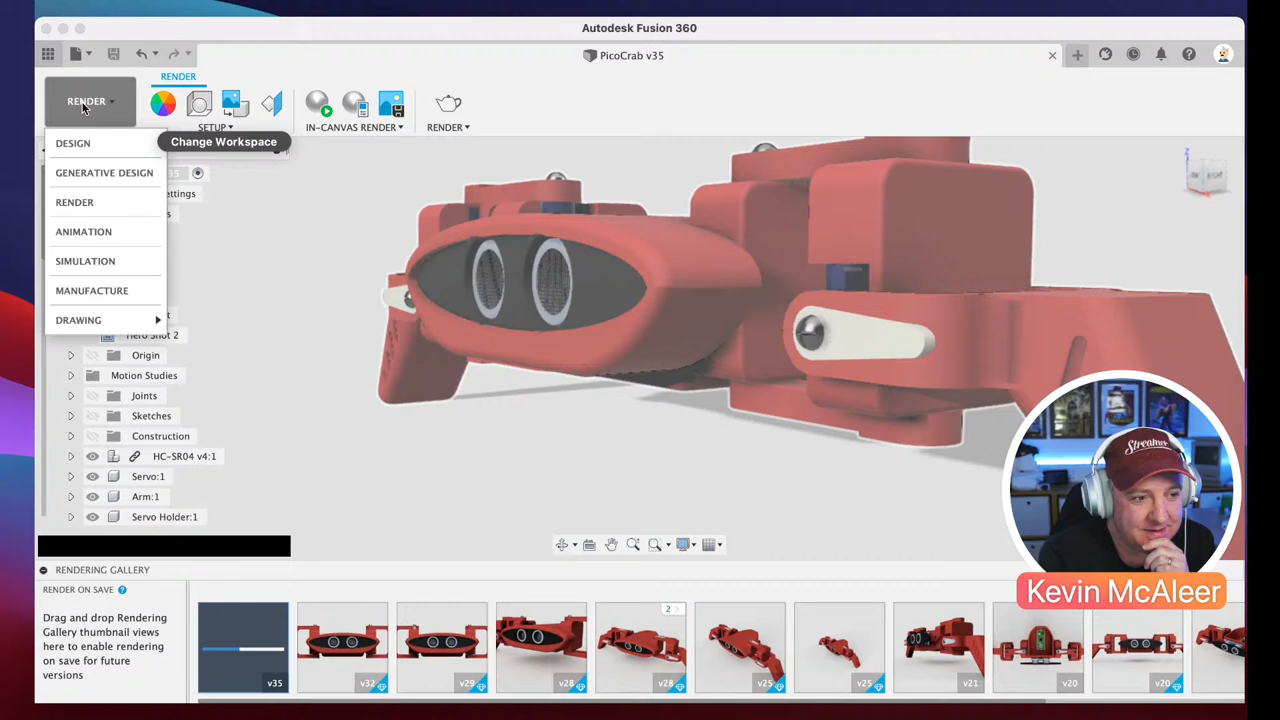 Autodesk Fusion 360
PicoCrab v35
RENDER
RENDER
SETUP
IN-CANVAS RENDER
RENDER
Change Workspace
DESIGN
GENERATIVE DESIGN
RENDER
ANIMATION
SIMULATION
MANUFACTURE
DRAWING
35
ettings
s
t
Hero Shot 2
Origin
Motion Studies
Joints
Sketches
Construction
HC-SR04 v4:1
Servo:1
Arm:1
Servo Holder:1
Z
RIGHT
Streamer
Kevin McAleer
RENDERING GALLERY
RENDER ON SAVE
Drag and drop Rendering
Gallery thumbnail views
here to enable rendering
on save for future
versions
2
v35
v32
v29
v28
v28
v25
v25
v21
v20
v20